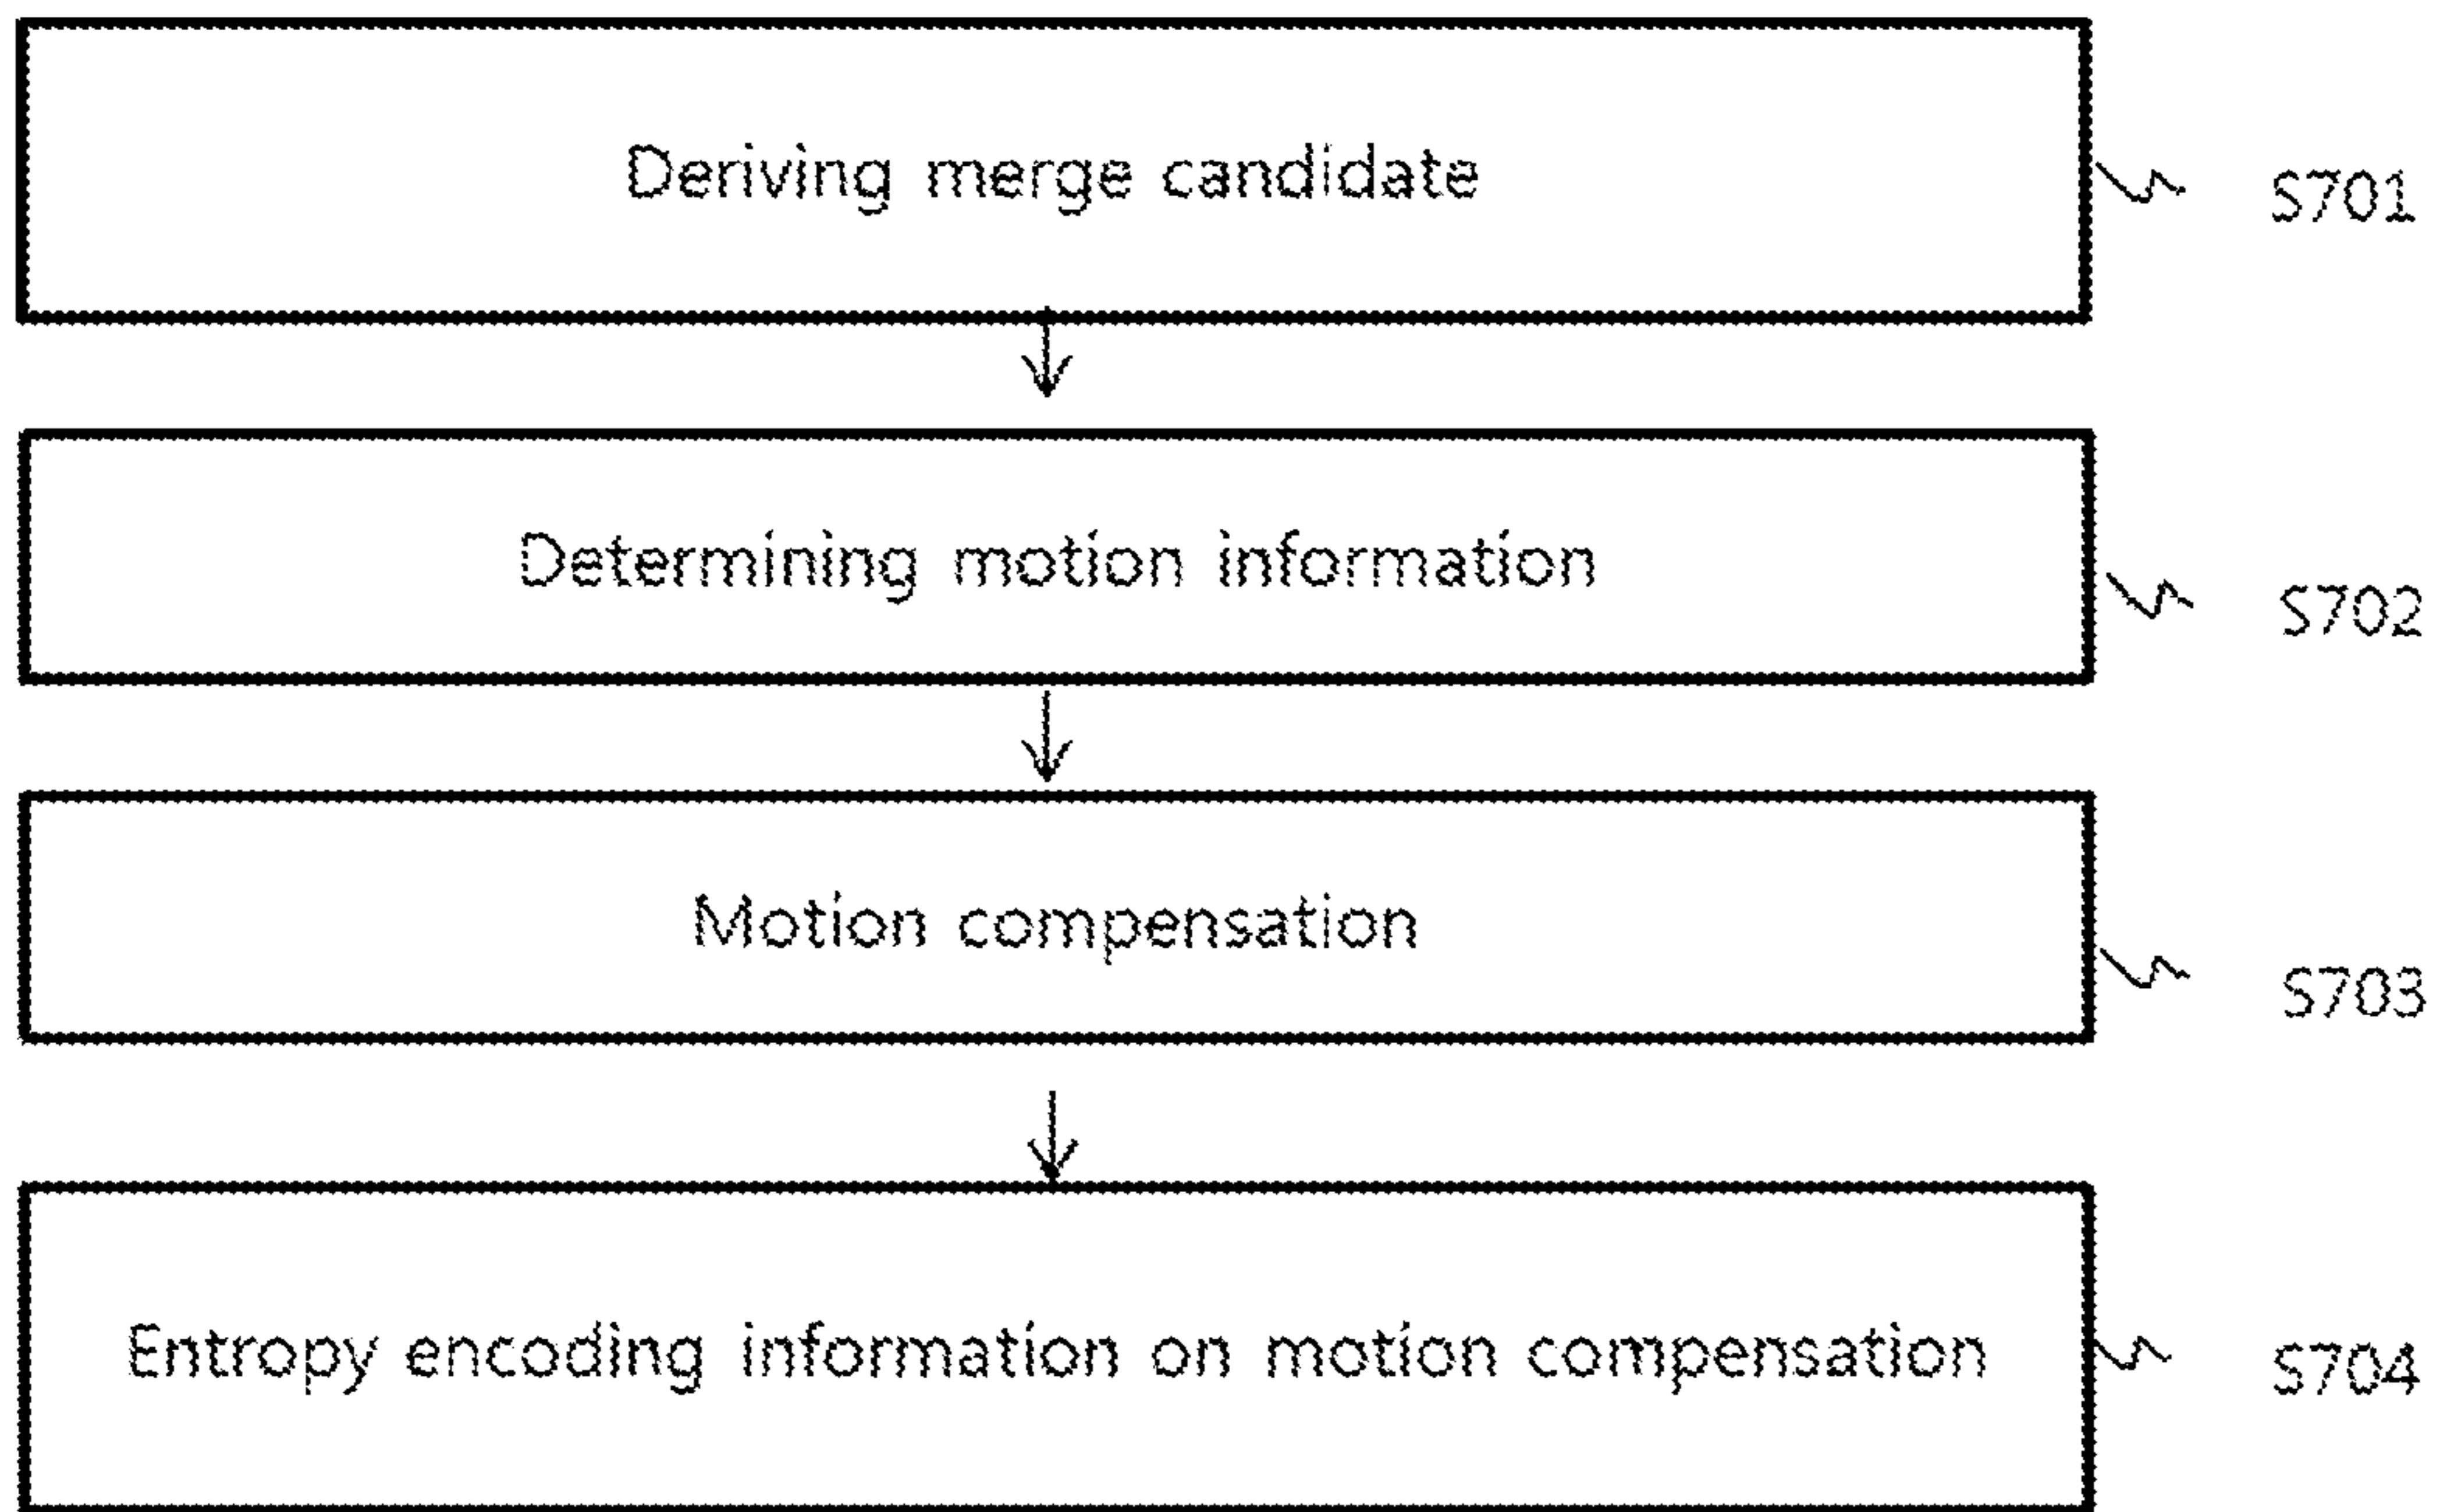 Deriving merge candidate
S701
Determining motion information
S702
Motion compensation
S703
Entropy encoding information on motion compensation
S704